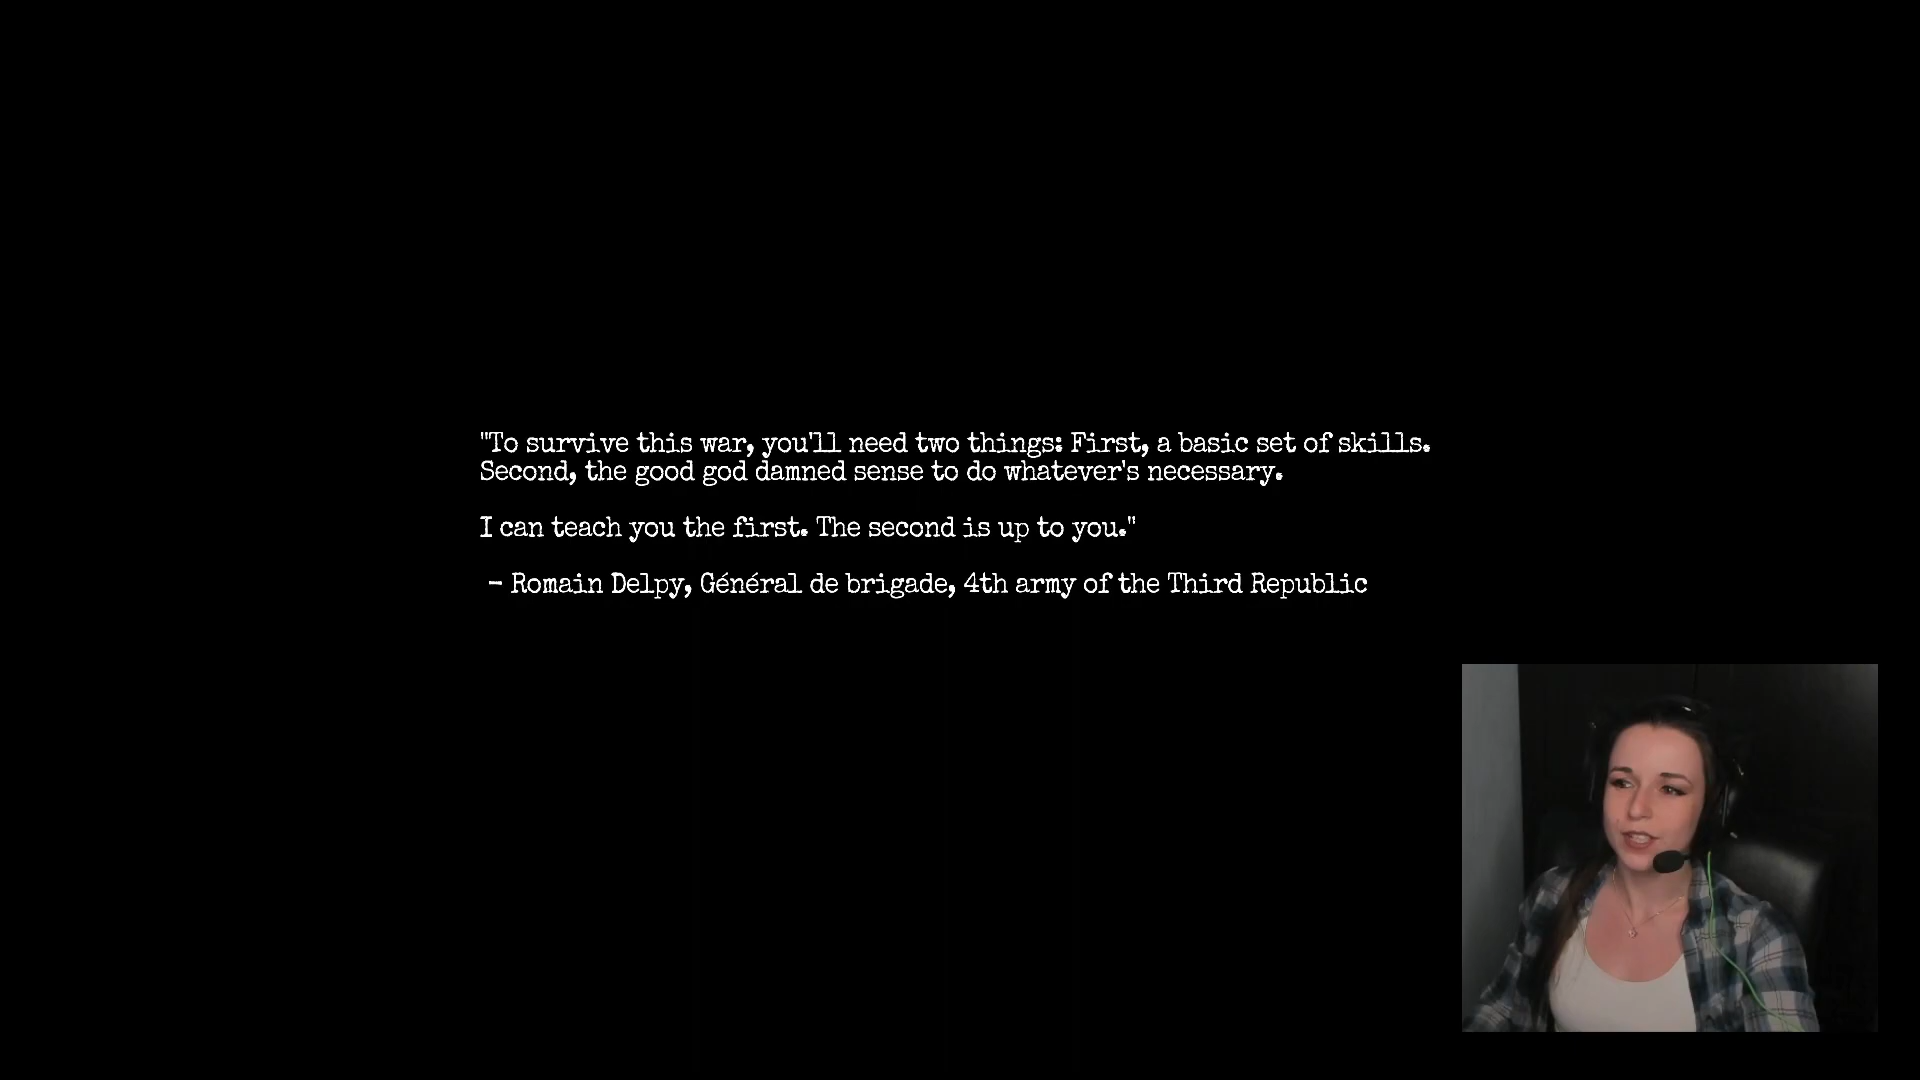 "To survive this war, you'll need two things: First, a basic set of skills.
Second, the good god damned sense to do whatever's necessary.
I can teach you the first. The second is up to you."
- Romain Delpy, Général de brigade, 4th army of the Third Republic